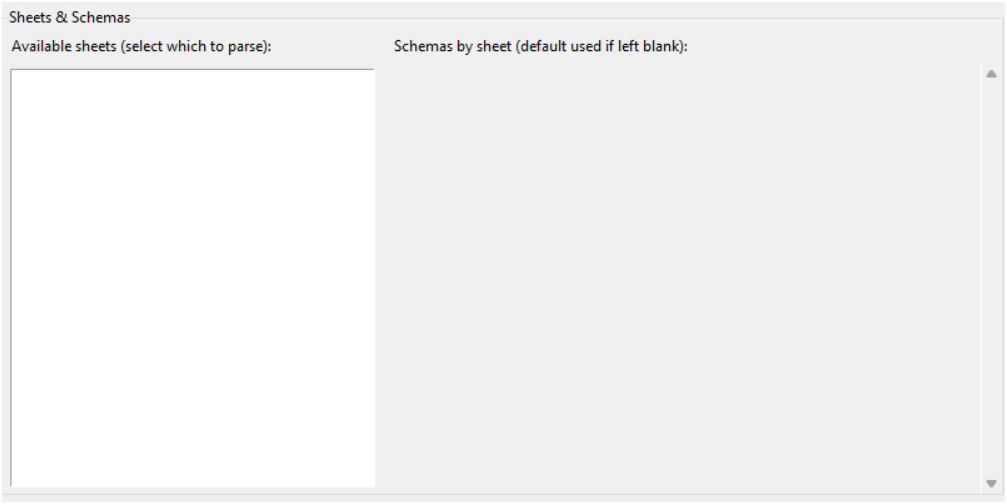 Sheets & Schemas
Available sheets (select which to parse):
Schemas by sheet (default used if left blank):